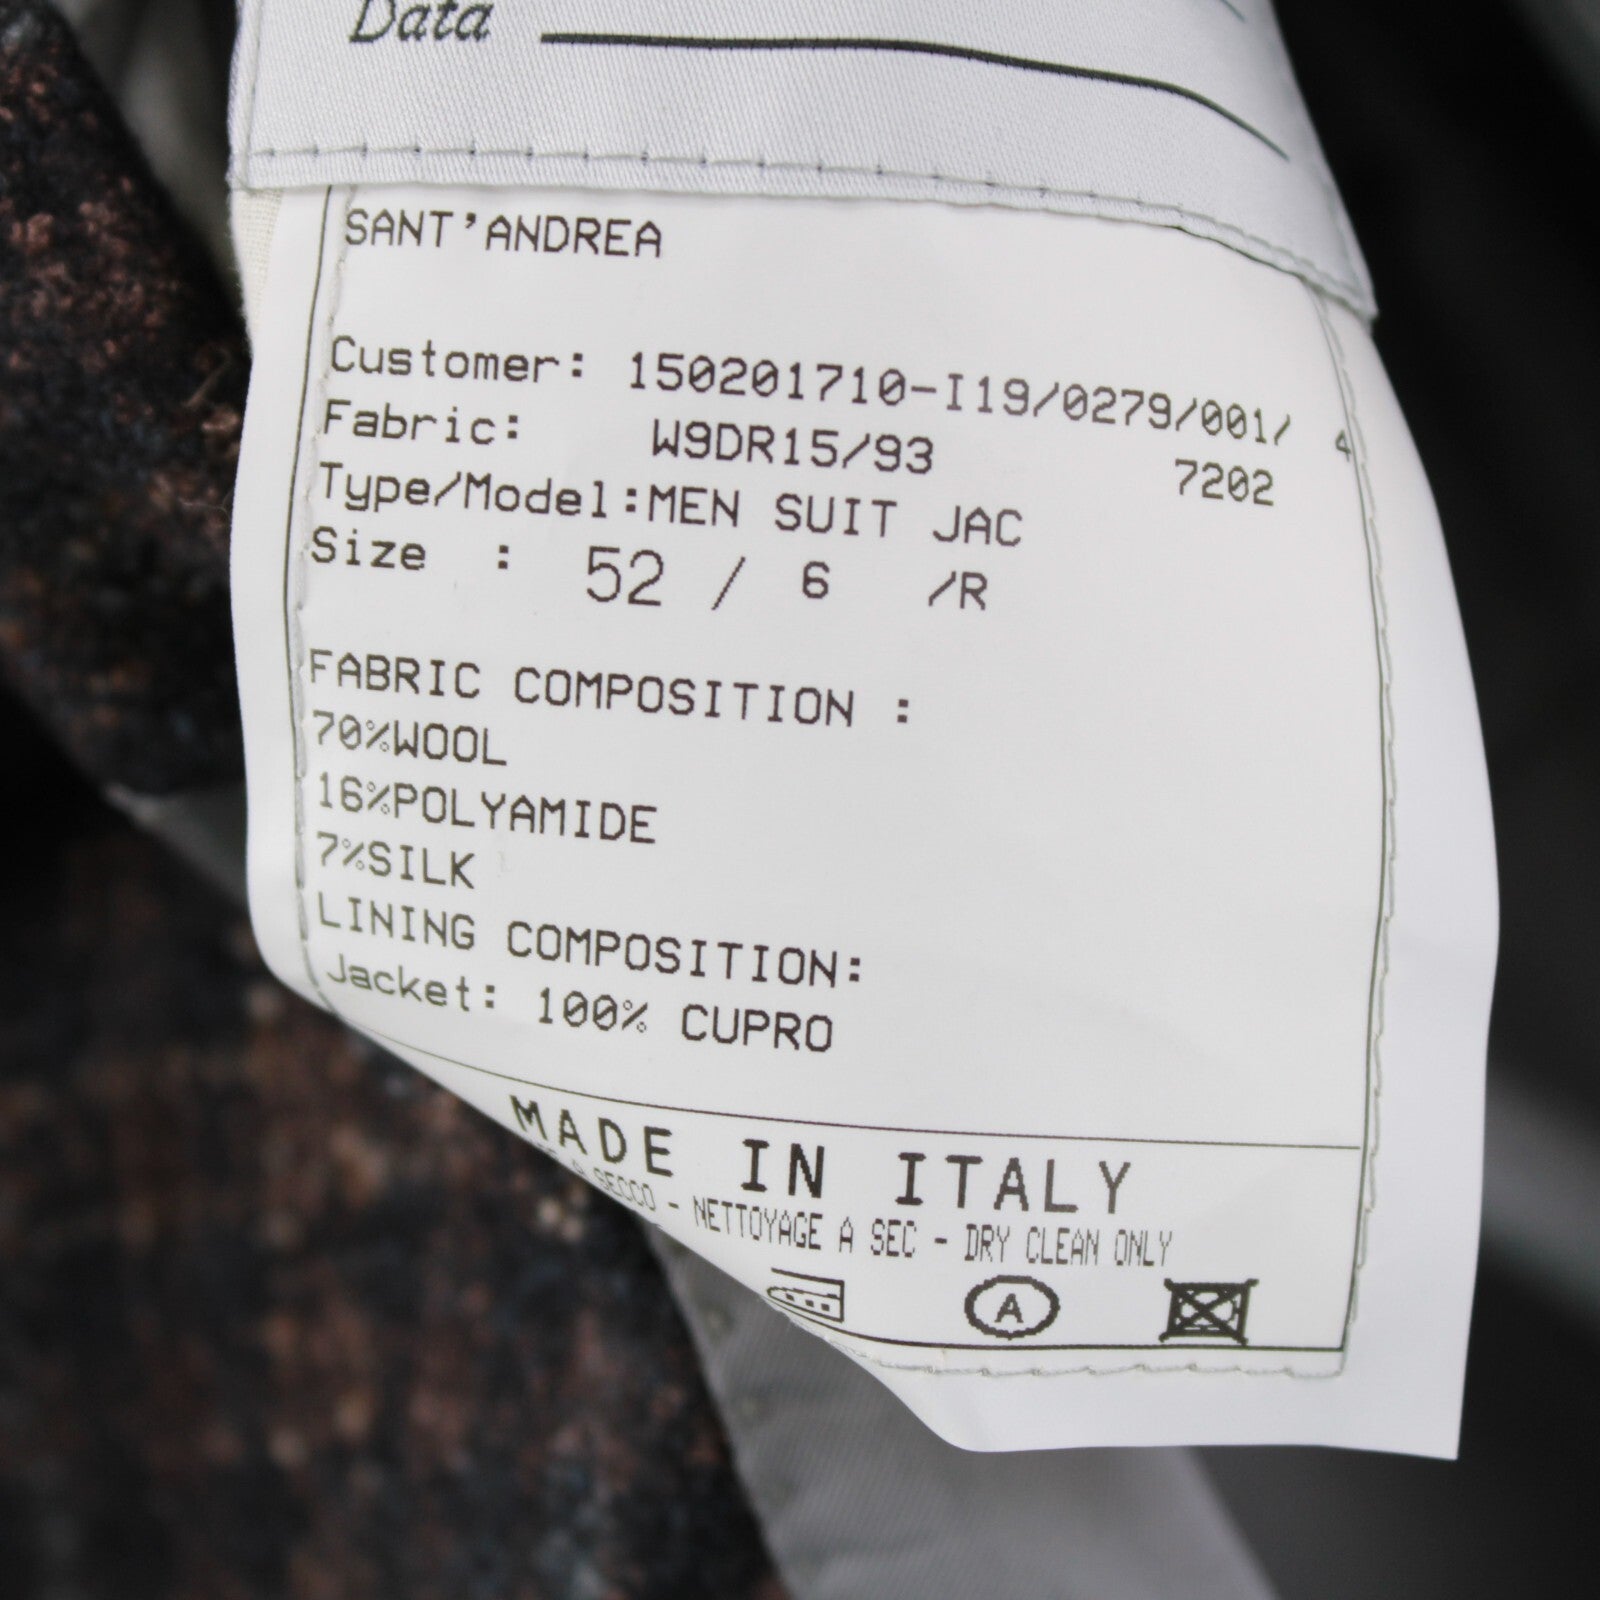 Data
SANT'ANDREA
Customer: 150201710-I19/0279/001/ 4
Fabric: W9DR15/93 7202
Type/Model:MEN SUIT JAC
Size : 52 / 6 /R
FABRIC COMPOSITION :
70%WOOL
16%POLYAMIDE
7%SILK
LINING COMPOSITION:
Jacket: 100% CUPRO
MADE IN ITALY
SECCO - NETTOYAGE A SEC - DRY CLEAN ONLY
A